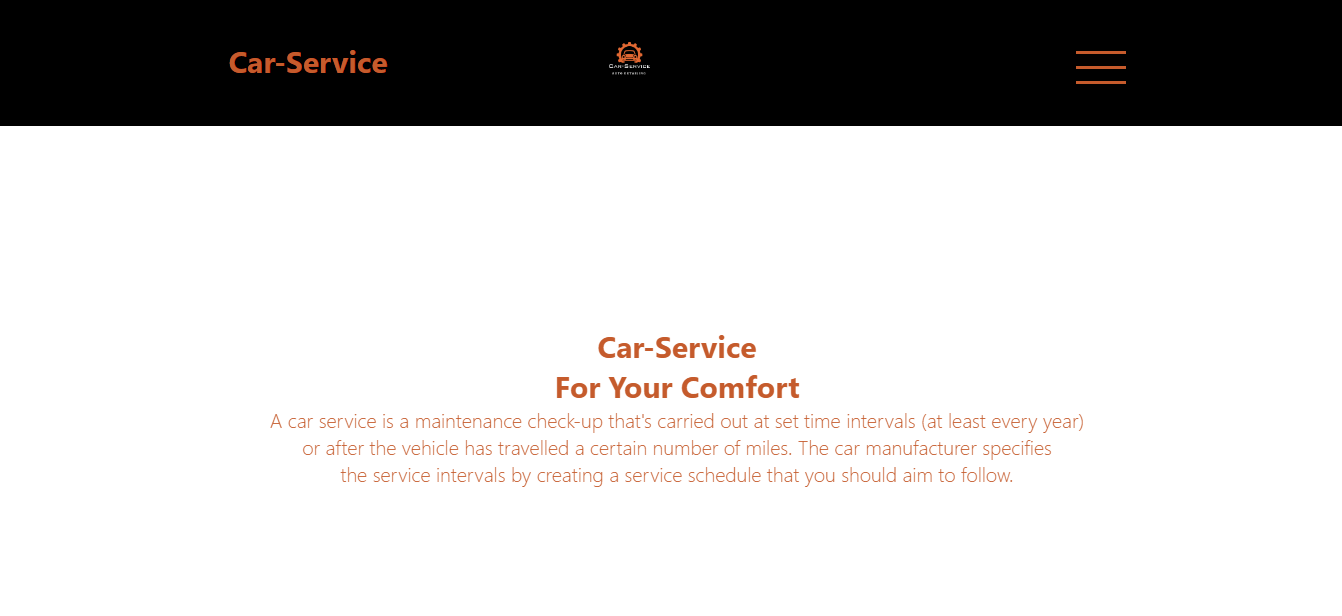 Car-Service
Car-Service
AUTO DETAILING
Car-Service
For Your Comfort
A car service is a maintenance check-up that's carried out at set time intervals (at least every year)
or after the vehicle has travelled a certain number of miles. The car manufacturer specifies
the service intervals by creating a service schedule that you should aim to follow.